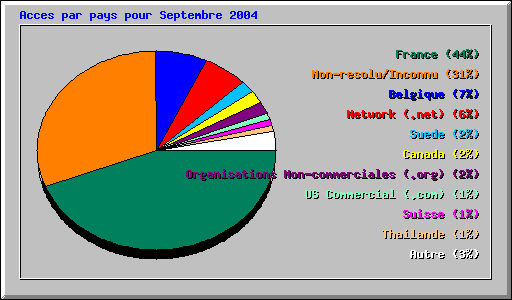 Acces par pays pour Septembre 2004
France (44%)
Non-resolu/Inconnu (31%)
Belgique (7%)
Network (.net) (6%)
Suede (2%)
Canada (2%)
Organisations Non-commerciales (.org) (2%)
US Commercial (.com) (1%)
Suisse (1%)
Thailande (1%)
Autre (3%)